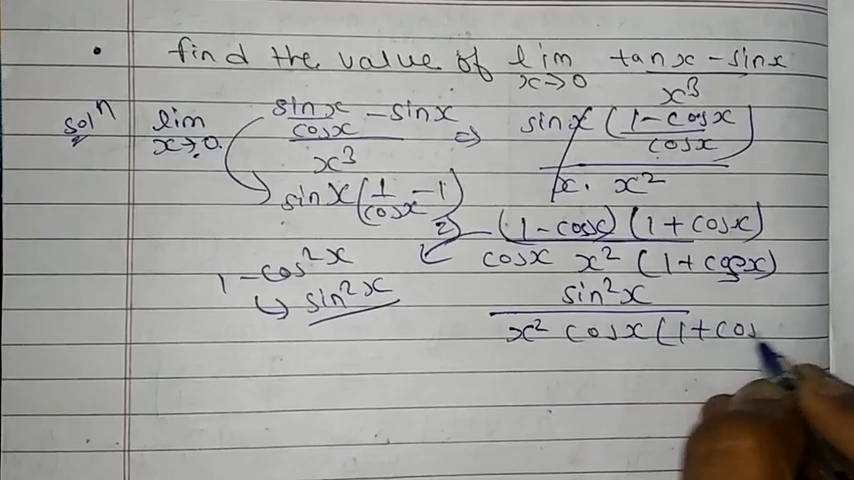 • find the value of lim x→0 tanx - sinx / x³
Solⁿ lim x→0. sinx/cosx - sinx / x³ ⇒ sinx (1 - cosx / cosx) / x. x²
sinx (1/cosx - 1)
(1 - cosx) (1 + cosx) / cosx x² (1 + cosx)
1 - cos²x
↳ sin²x
sin²x / x² cosx (1 + cos